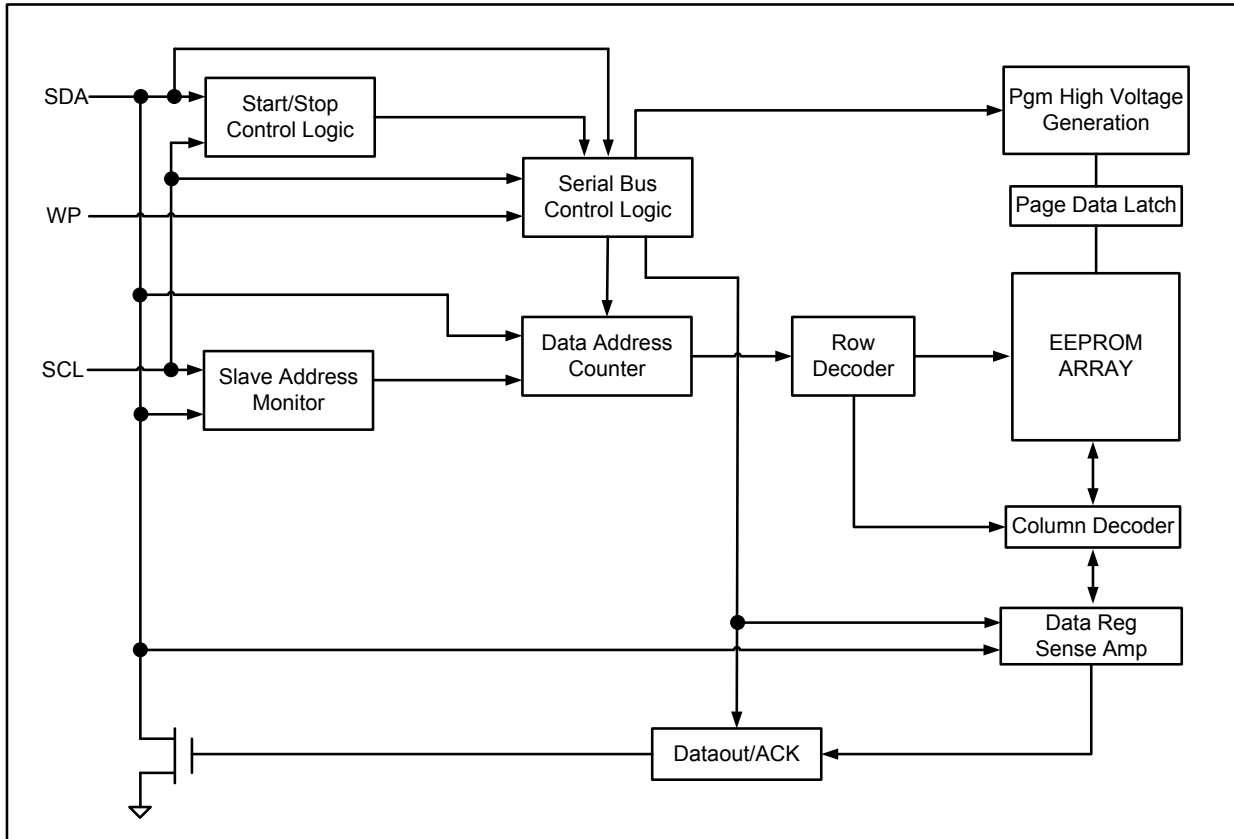 SDA
Start/Stop
Control Logic
Pgm High Voltage
Generation
WP
Serial Bus
Control Logic
Page Data Latch
SCL
Slave Address
Monitor
Data Address
Counter
Row
Decoder
EEPROM
ARRAY
Column Decoder
Data Reg
Sense Amp
Dataout/ACK